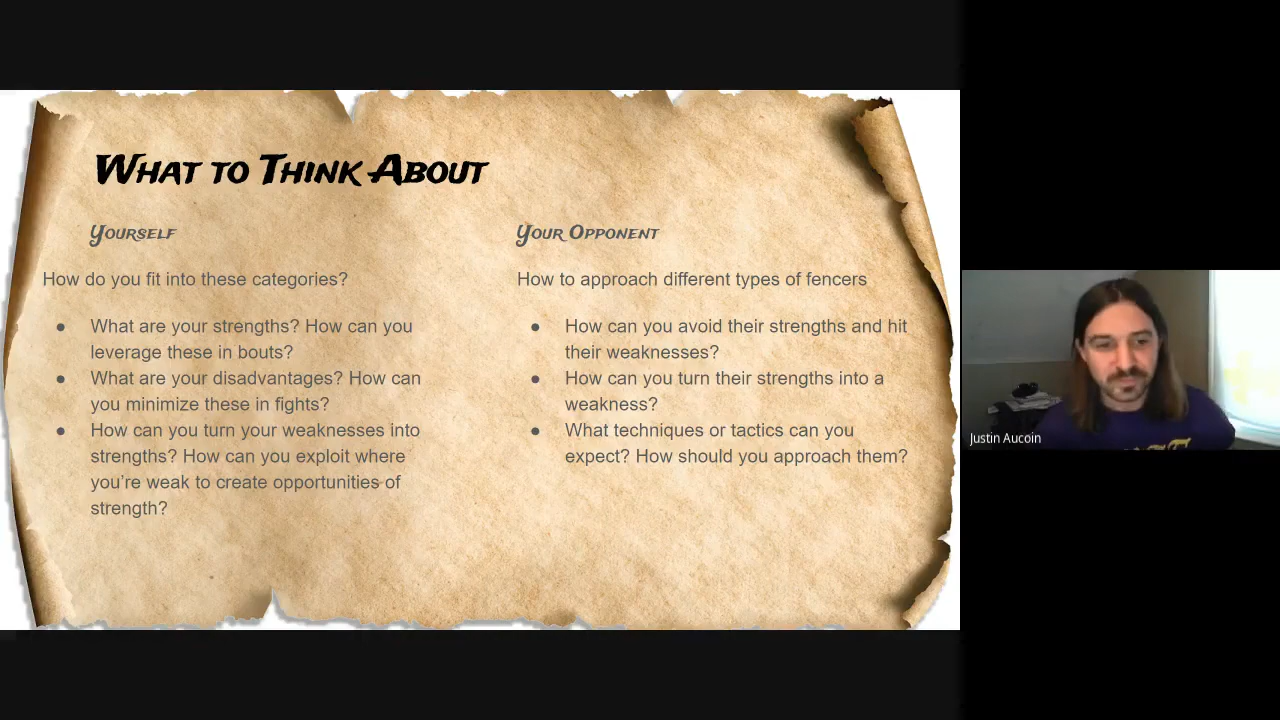 What to Think About
Yourself
How do you fit into these categories?
● What are your strengths? How can you
leverage these in bouts?
● What are your disadvantages? How can
you minimize these in fights?
● How can you turn your weaknesses into
strengths? How can you exploit where
you’re weak to create opportunities of
strength?
Your Opponent
How to approach different types of fencers
● How can you avoid their strengths and hit
their weaknesses?
● How can you turn their strengths into a
weakness?
● What techniques or tactics can you
expect? How should you approach them?
Justin Aucoin